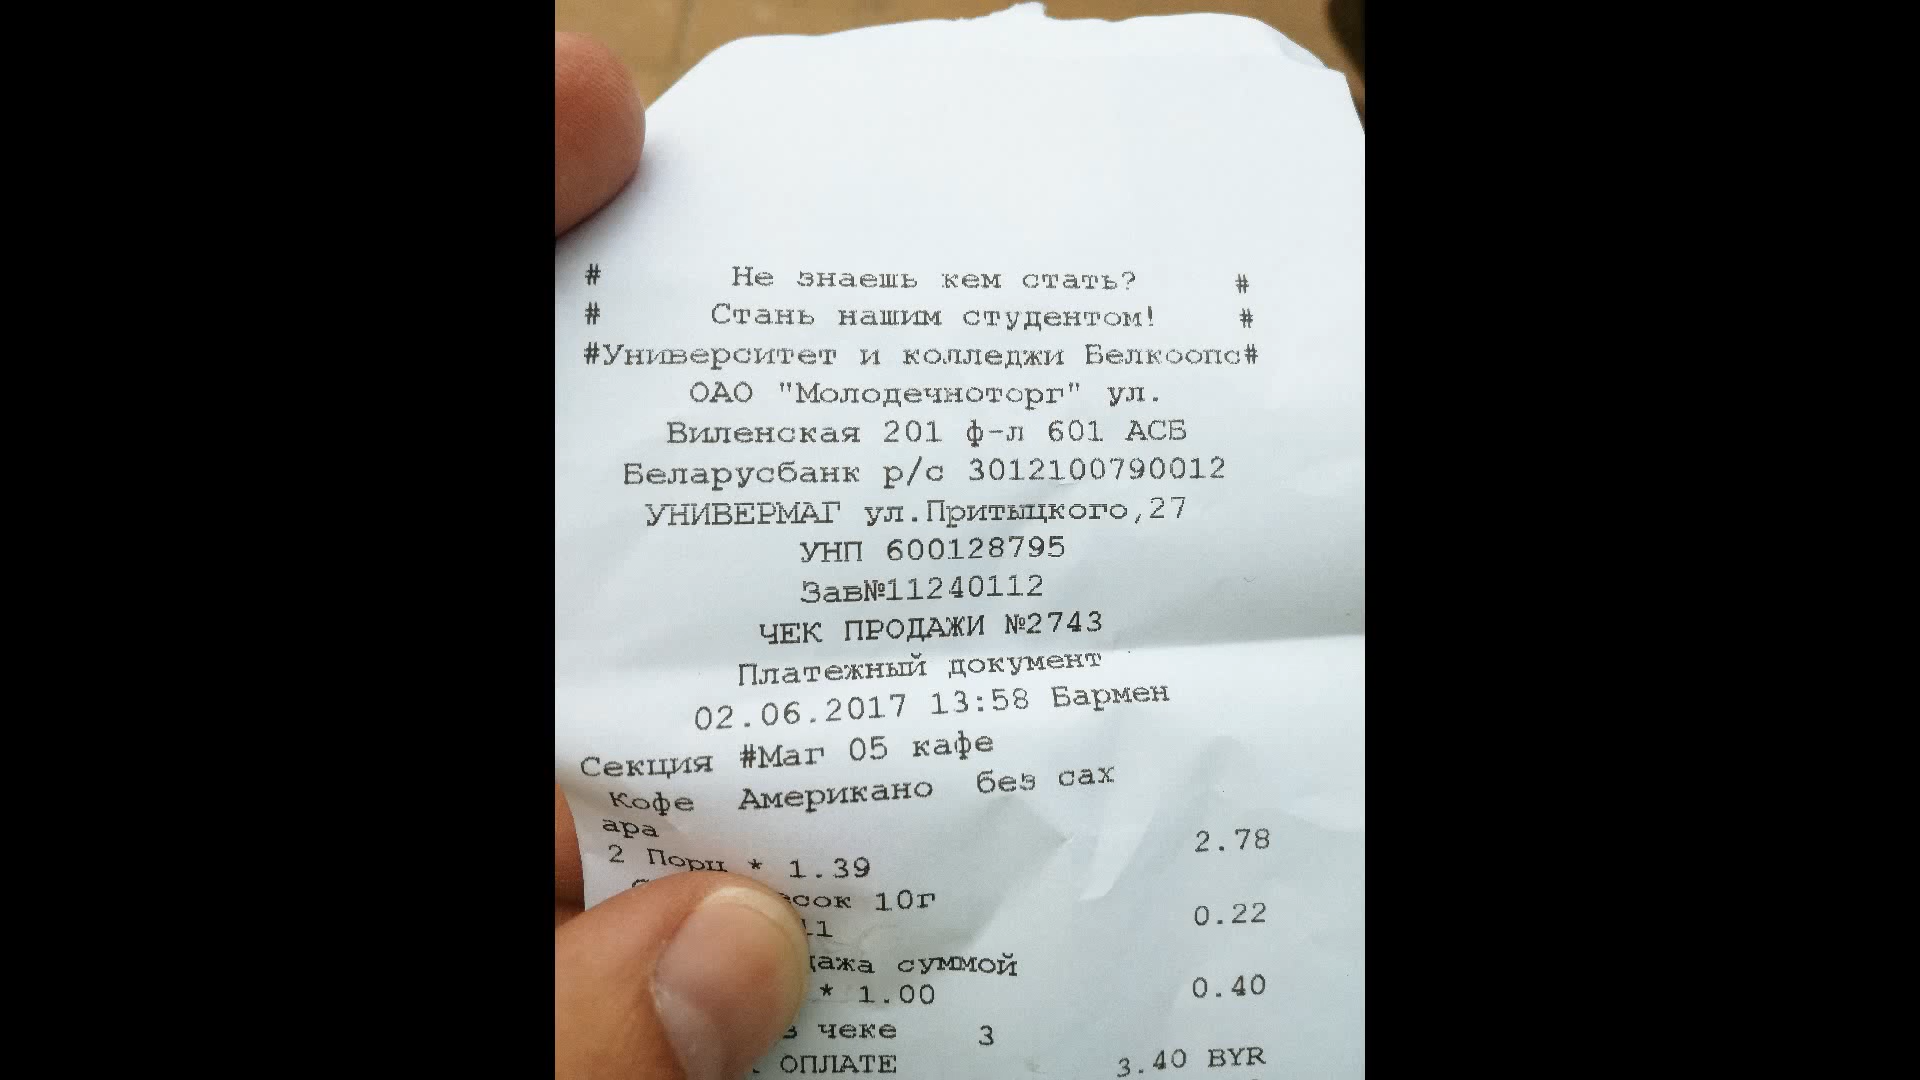 # Не знаешь кем стать? #
# Стань нашим студентом! #
#Университет и колледжи Белкоопс#
ОАО "Молодечноторг" ул.
Виленская 201 ф-л 601 АСБ
Беларусбанк р/с 3012100790012
УНИВЕРМАГ ул.Притыцкого,27
УНП 600128795
Зав№11240112
ЧЕК ПРОДАЖИ №2743
Платежный документ
02.06.2017 13:58 Бармен
Секция #Маг 05 кафе
Кофе Американо без сах
ара
2 Порц * 1.39 2.78
10г
0.22
суммой
* 1.00 0.40
чеке 3
ОПЛАТЕ 3.40 BYR